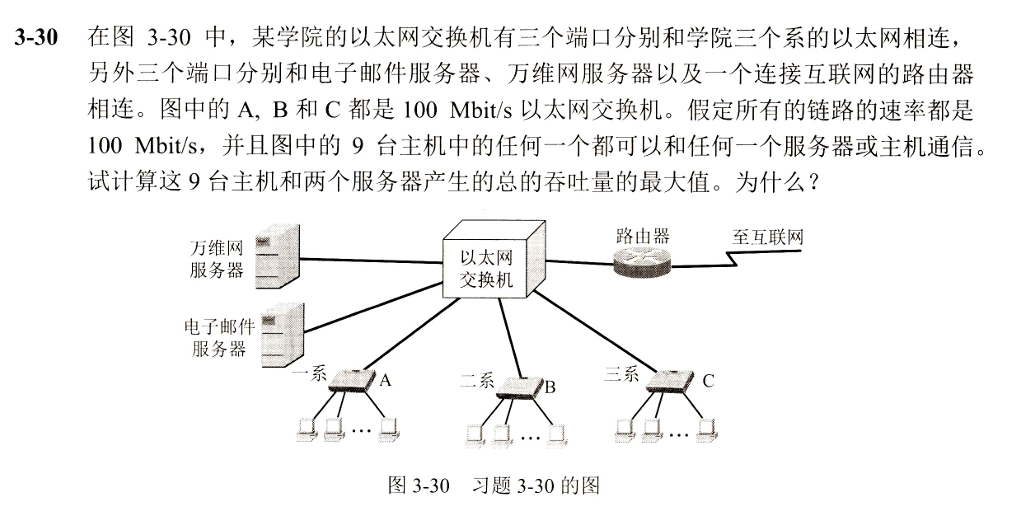 3-30 在图 3-30 中，某学院的以太网交换机有三个端口分别和学院三个系的以太网相连，
另外三个端口分别和电子邮件服务器、万维网服务器以及一个连接互联网的路由器
相连。图中的 A, B 和 C 都是 100 Mbit/s 以太网交换机。假定所有的链路的速率都是
100 Mbit/s，并且图中的 9 台主机中的任何一个都可以和任何一个服务器或主机通信。
试计算这 9 台主机和两个服务器产生的总的吞吐量的最大值。为什么？
万维网
服务器
以太网
交换机
路由器
至互联网
电子邮件
服务器
一系
A
二系
B
三系
C
...
...
...
图 3-30 习题 3-30 的图